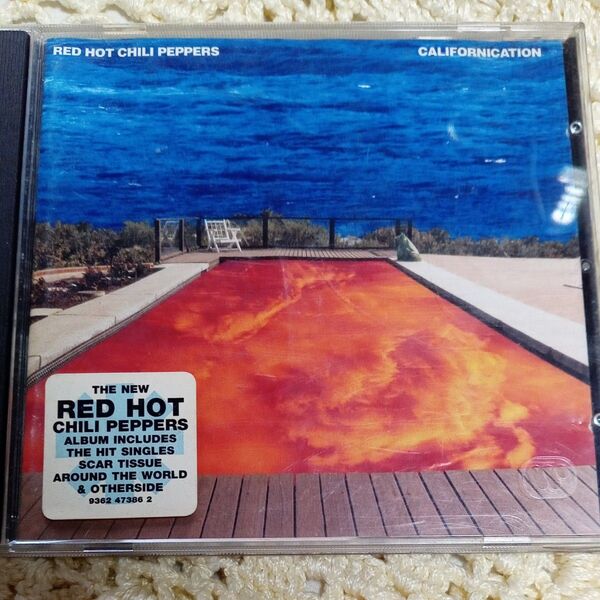 RED HOT CHILI PEPPERS
CALIFORNICATION
THE NEW
RED HOT
CHILI PEPPERS
ALBUM INCLUDES
THE HIT SINGLES
SCAR TISSUE
AROUND THE WORLD
& OTHERSIDE
9362 47386 2